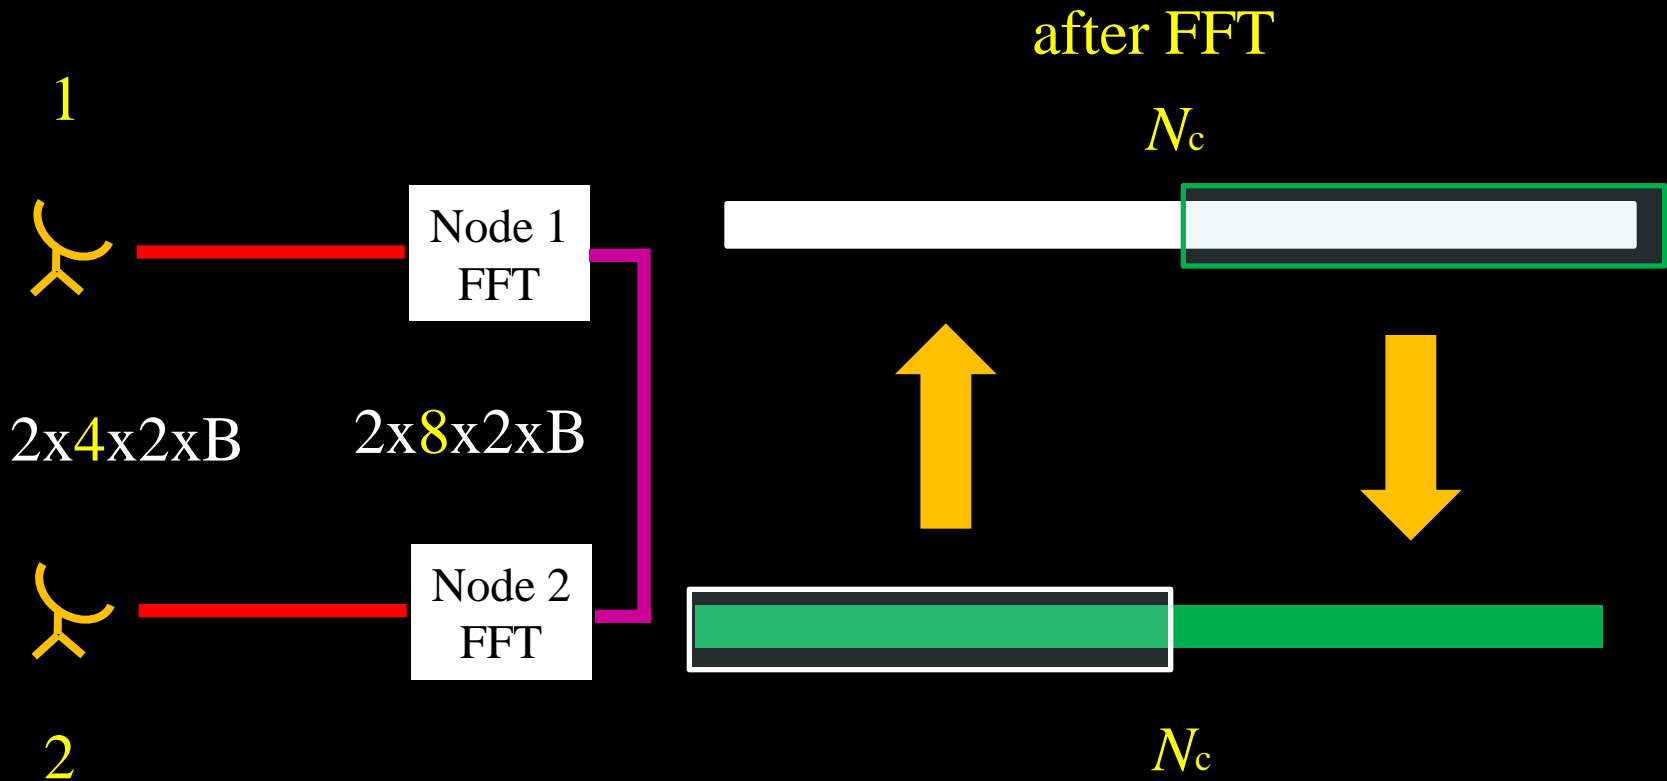 after FFT
1
Nc
Node 1
FFT
2x4x2xB
2x8x2xB
Node 2
FFT
2
Nc